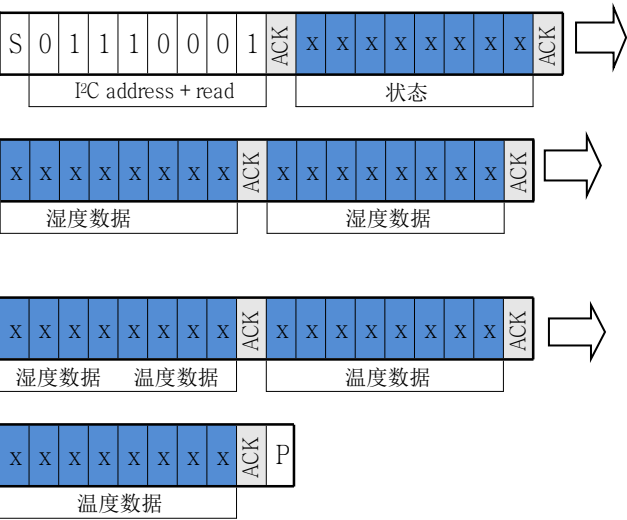 S 0 1 1 1 0 0 0 1 ACK x x x x x x x x ACK
I²C address + read 状态
x x x x x x x x ACK x x x x x x x x ACK
湿度数据 湿度数据
x x x x x x x x ACK x x x x x x x x ACK
湿度数据 温度数据 温度数据
x x x x x x x x ACK P
温度数据